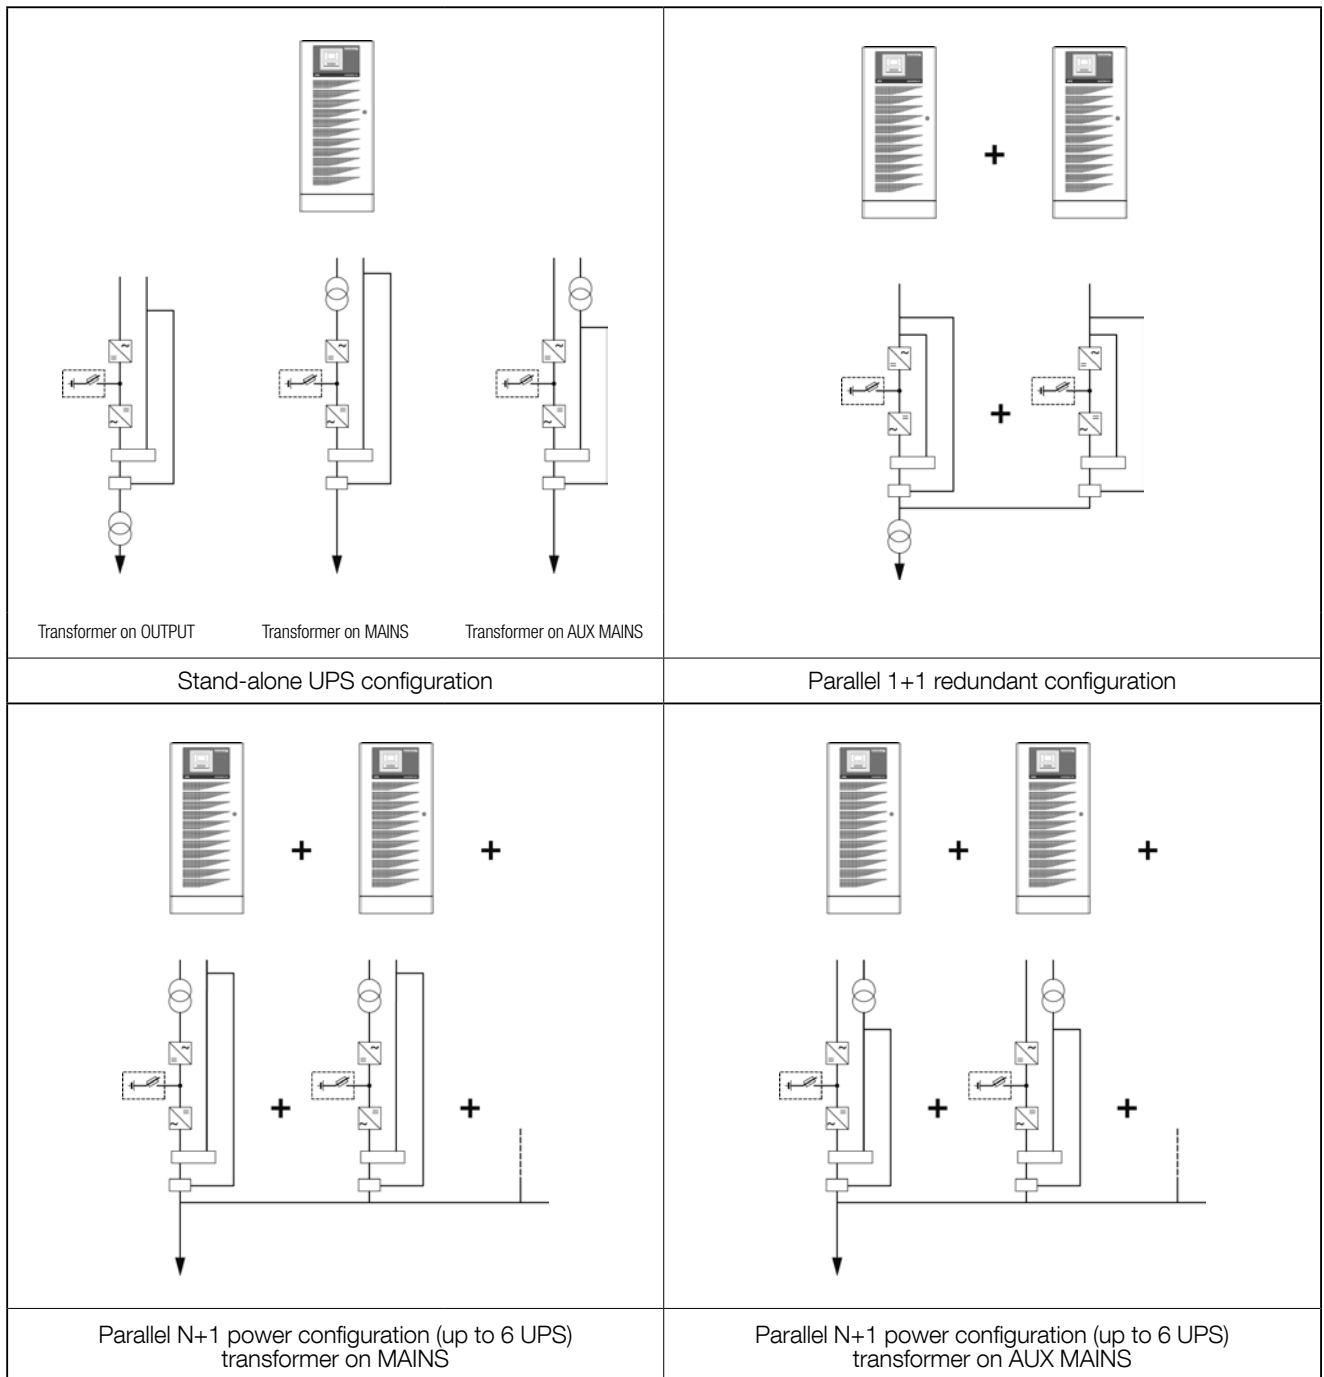 Transformer on OUTPUT
Transformer on MAINS
Transformer on AUX MAINS
Stand-alone UPS configuration
Parallel 1+1 redundant configuration
Parallel N+1 power configuration (up to 6 UPS)
transformer on MAINS
Parallel N+1 power configuration (up to 6 UPS)
transformer on AUX MAINS